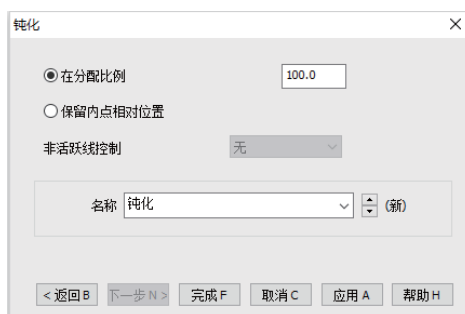 钝化
在分配比例 100.0
保留内点相对位置
非活跃线控制 无
名称 钝化 (新)
< 返回 B 下一步 N > 完成 F 取消 C 应用 A 帮助 H